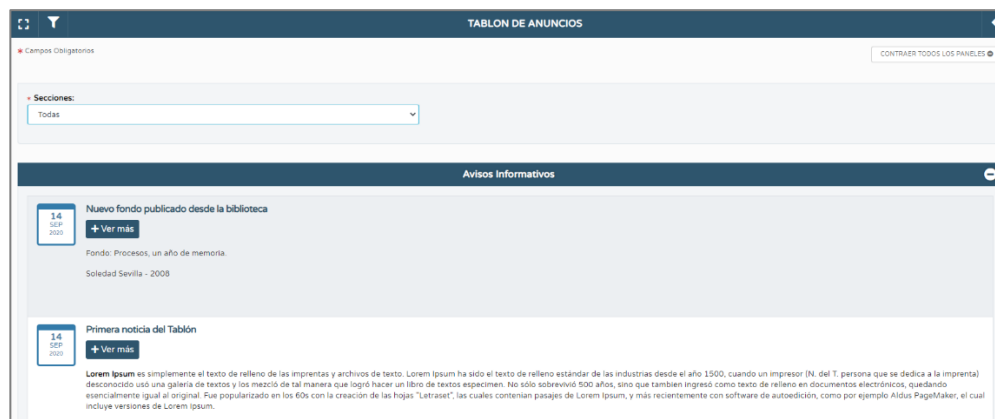 TABLON DE ANUNCIOS
* Campos Obligatorios
CONTRAER TODOS LOS PANELES
* Secciones:
Todas
Avisos Informativos
14
SEP
2020
Nuevo fondo publicado desde la biblioteca
+ Ver más
Fondo: Procesos, un año de memoria.
Soledad Sevilla - 2008
14
SEP
2020
Primera noticia del Tablón
+ Ver más
Lorem Ipsum es simplemente el texto de relleno de las imprentas y archivos de texto. Lorem Ipsum ha sido el texto de relleno estándar de las industrias desde el año 1500, cuando un impresor (N. del T. persona que se dedica a la imprenta)
desconocido usó una galería de textos y los mezcló de tal manera que logró hacer un libro de textos especimen. No sólo sobrevivió 500 años, sino que tambien ingresó como texto de relleno en documentos electrónicos, quedando
esencialmente igual al original. Fue popularizado en los 60s con la creación de las hojas "Letraset", las cuales contenian pasajes de Lorem Ipsum, y más recientemente con software de autoedición, como por ejemplo Aldus PageMaker, el cual
incluye versiones de Lorem Ipsum.